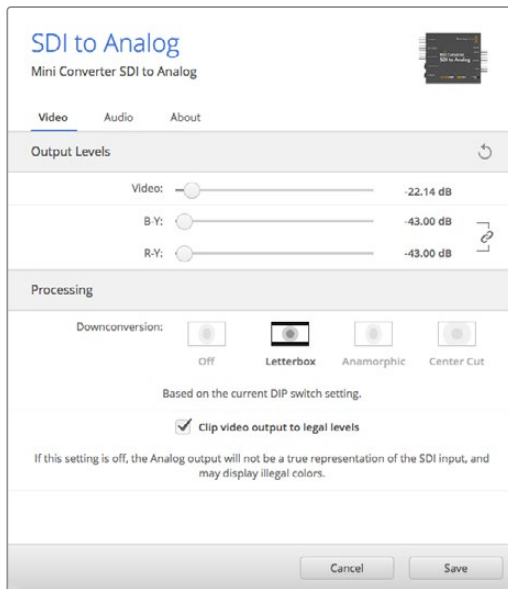 SDI to Analog
Mini Converter SDI to Analog
Video Audio About
Output Levels
Video: -22.14 dB
B-Y: -43.00 dB
R-Y: -43.00 dB
Processing
Downconversion:
Off Letterbox Anamorphic Center Cut
Based on the current DIP switch setting.
Clip video output to legal levels
If this setting is off, the Analog output will not be a true representation of the SDI input, and
may display illegal colors.
Cancel Save